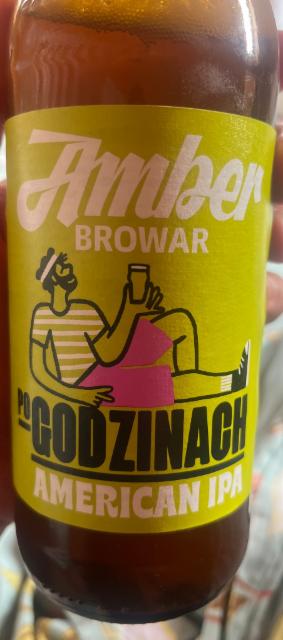 Amber
BROWAR
PO
GODZINACH
AMERICAN IPA